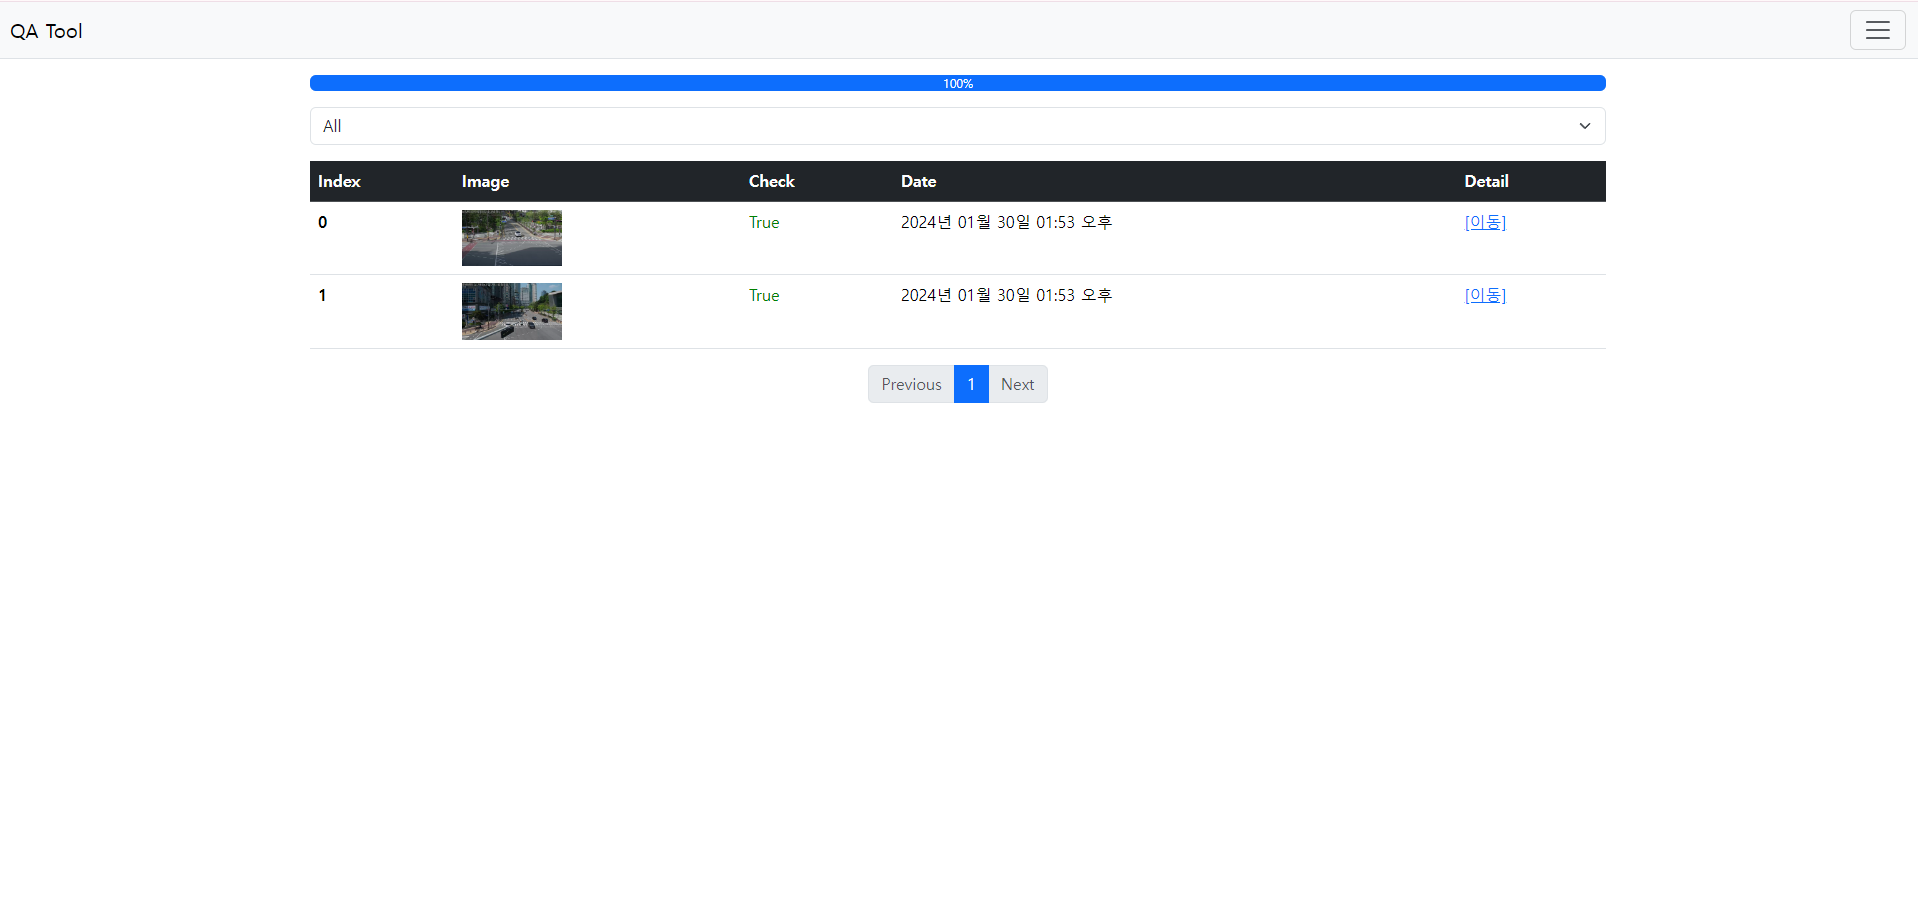 QA Tool
100%
All
Index Image Check Date Detail
0 True 2024년 01월 30일 01:53 오후 [이동]
1 True 2024년 01월 30일 01:53 오후 [이동]
Previous 1 Next